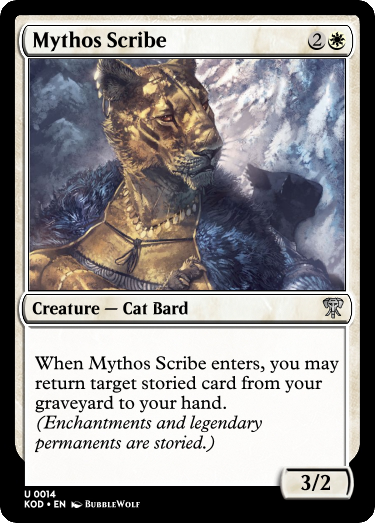 Mythos Scribe 2
Creature — Cat Bard
When Mythos Scribe enters, you may
return target storied card from your
graveyard to your hand.
(Enchantments and legendary
permanents are storied.)
3/2
U 0014
KOD • EN BubbleWolf